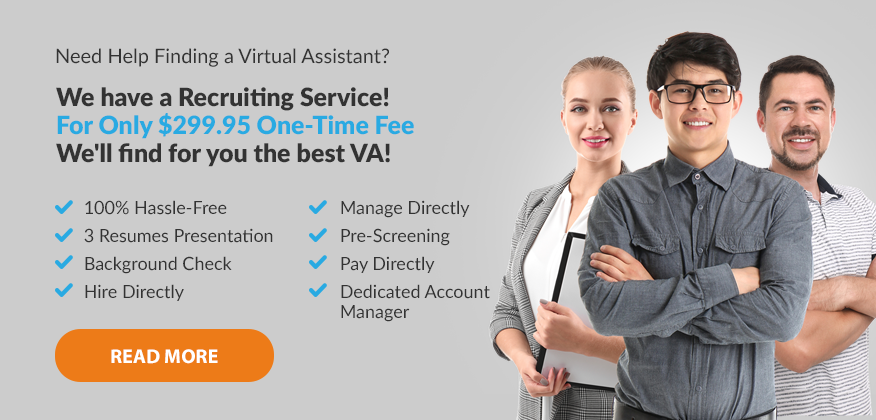 Need Help Finding a Virtual Assistant?
We have a Recruiting Service!
For Only $299.95 One-Time Fee
We'll find for you the best VA!
100% Hassle-Free
3 Resumes Presentation
Background Check
Hire Directly
Manage Directly
Pre-Screening
Pay Directly
Dedicated Account
Manager
READ MORE